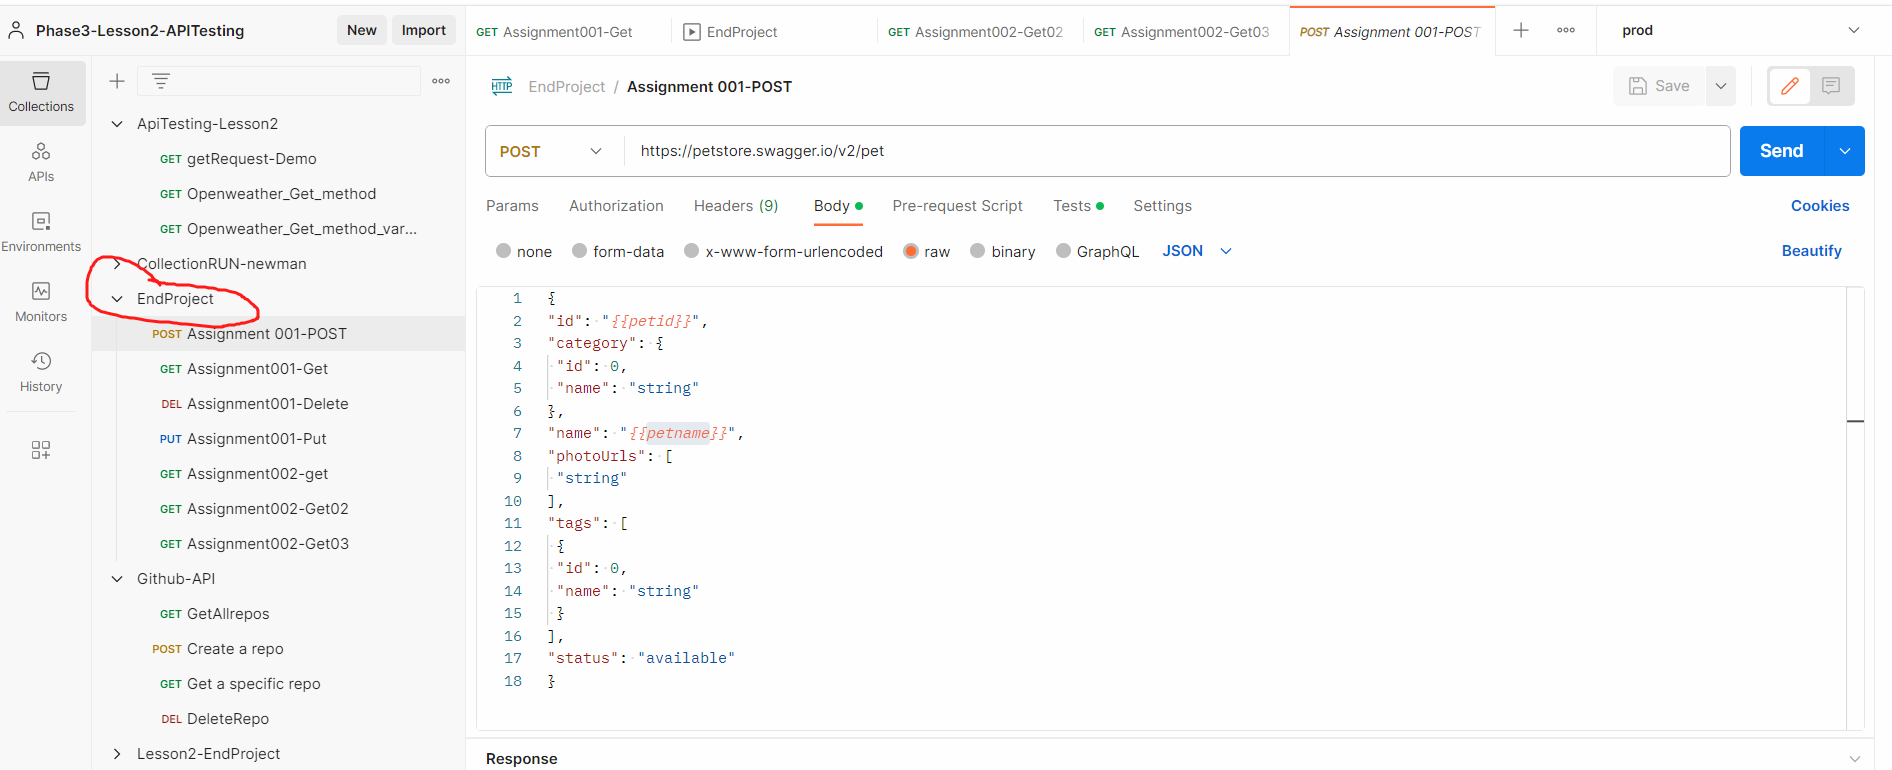 Phase3-Lesson2-APITesting
New
Import
GET Assignment001-Get
EndProject
GET Assignment002-Get02
GET Assignment002-Get03
POST Assignment 001-POST
prod
Collections
APIs
Environments
Monitors
History
ApiTesting-Lesson2
GET getRequest-Demo
GET Openweather_Get_method
GET Openweather_Get_method_var...
CollectionRUN-newman
EndProject
POST Assignment 001-POST
GET Assignment001-Get
DEL Assignment001-Delete
PUT Assignment001-Put
GET Assignment002-get
GET Assignment002-Get02
GET Assignment002-Get03
Github-API
GET GetAllrepos
POST Create a repo
GET Get a specific repo
DEL DeleteRepo
Lesson2-EndProject
HTTP EndProject / Assignment 001-POST
Save
POST https://petstore.swagger.io/v2/pet
Send
Params Authorization Headers (9) Body Pre-request Script Tests Settings
Cookies
none form-data x-www-form-urlencoded raw binary GraphQL JSON
Beautify
1 {
2 "id": "{{petid}}",
3 "category": {
4 "id": 0,
5 "name": "string"
6 },
7 "name": "{{petname}}",
8 "photoUrls": [
9 "string"
10 ],
11 "tags": [
12 {
13 "id": 0,
14 "name": "string"
15 }
16 ],
17 "status": "available"
18 }
Response